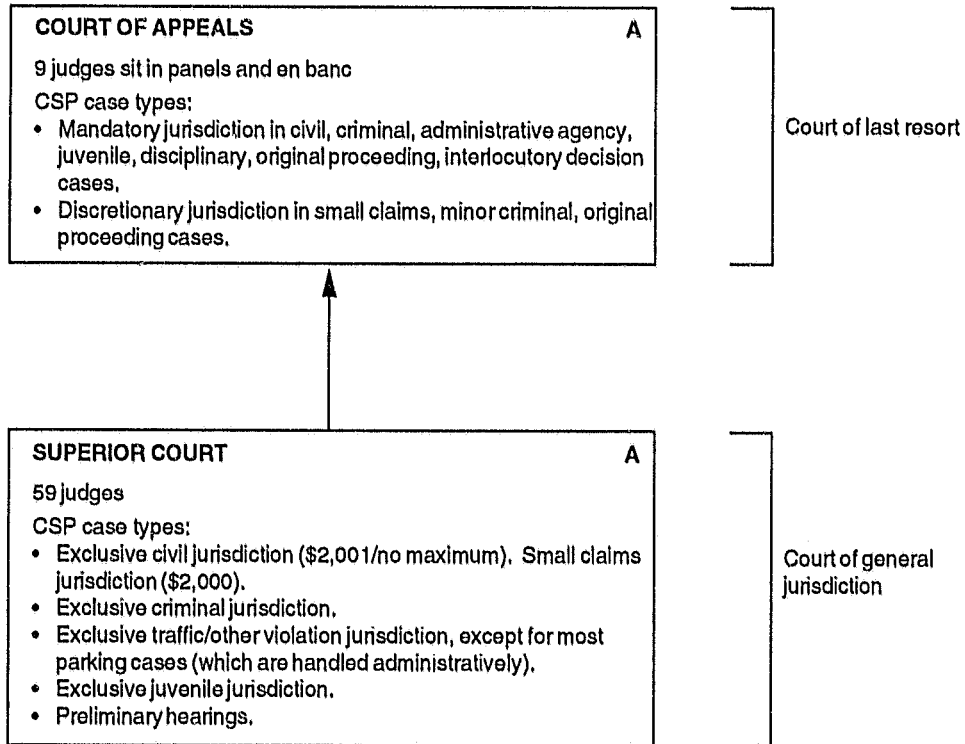 COURT OF APPEALS A
9 judges sit in panels and en banc
CSP case types:
• Mandatory jurisdiction in civil, criminal, administrative agency,
juvenile, disciplinary, original proceeding, interlocutory decision
cases.
• Discretionary jurisdiction in small claims, minor criminal, original
proceeding cases.
Court of last resort
SUPERIOR COURT A
59 judges
CSP case types:
• Exclusive civil jurisdiction ($2,001/no maximum). Small claims
jurisdiction ($2,000).
• Exclusive criminal jurisdiction.
• Exclusive traffic/other violation jurisdiction, except for most
parking cases (which are handled administratively).
• Exclusive juvenile jurisdiction.
• Preliminary hearings.
Court of general
jurisdiction